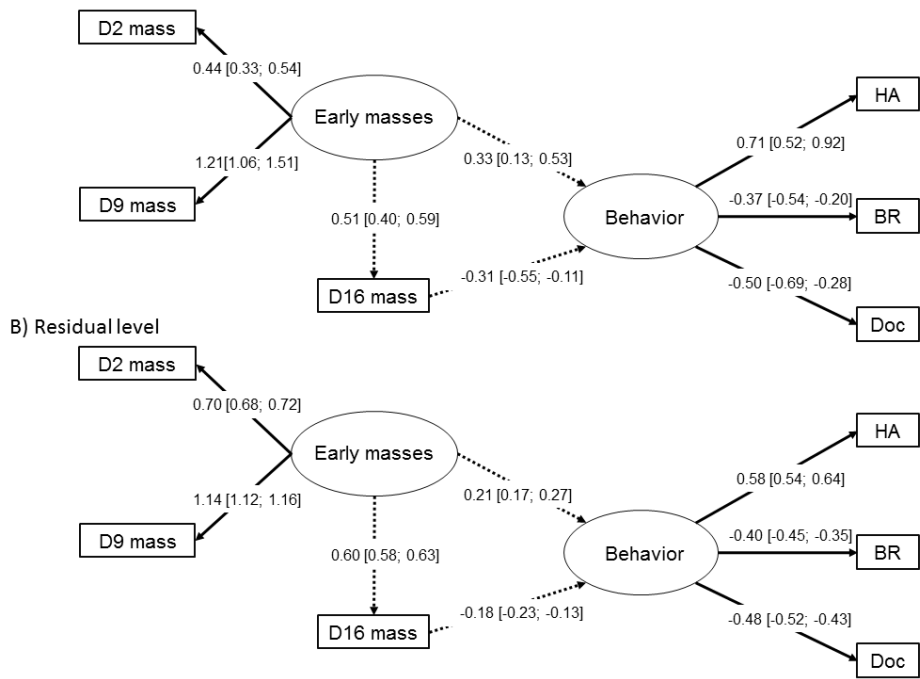 D2 mass
0.44 [0.33; 0.54)
HA
Early masses
0.71 [0.52; 0.92)
0.33 [0.13; 0.53)
1.21[1.06; 1.51]
D9 mass
-0.37 [-0.54; -0.20)
BR
Behavior
0.51 [0.40; 0.59]
-0.50 [-0.69; -0.28]
-0.31 [-0.55; -0.11)
D16 mass
B) Residual level
Doc
D2 mass
0.70 [0.68; 0.72)
HA
Early masses
0.58 [0.54; 0.64)
0.21 [0.17; 0.27)
1.14 [1.12; 1.16]
D9 mass
-0.40 [-0.45; -0.35)
BR
Behavior
0.60 [0.58; 0.63]
-0.48 [-0.52; -0.43]
-0.18 [-0.23; -0.13)
D16 mass
Doc